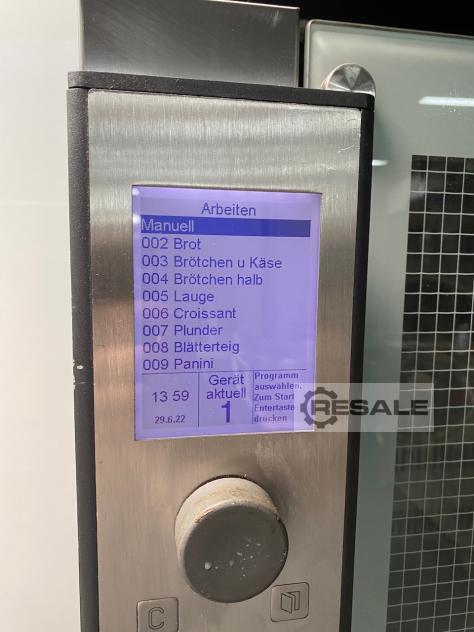 Arbeiten
Manuell
002 Brot
003 Brötchen u Käse
004 Brötchen halb
005 Lauge
006 Croissant
007 Plunder
008 Blätterteig
009 Panini
13 59
29.6.22
Gerät
aktuell
1
Programm
auswählen.
Zum Start
Entertaste
drücken
RESALE
C